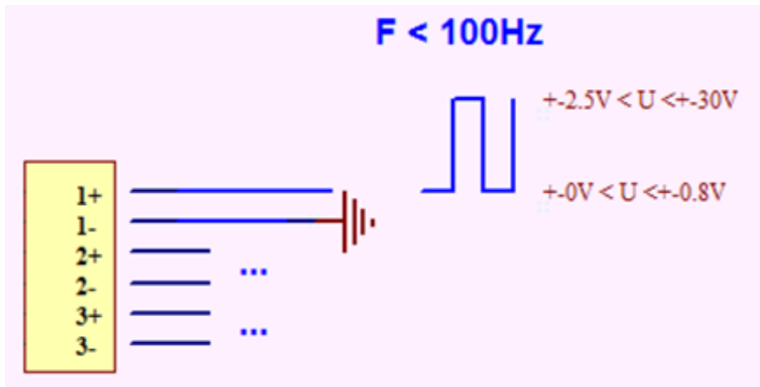 F < 100Hz
+-2.5V < U <+-30V
+-0V < U <+-0.8V
1+
1-
2+
...
2-
3+
...
3-